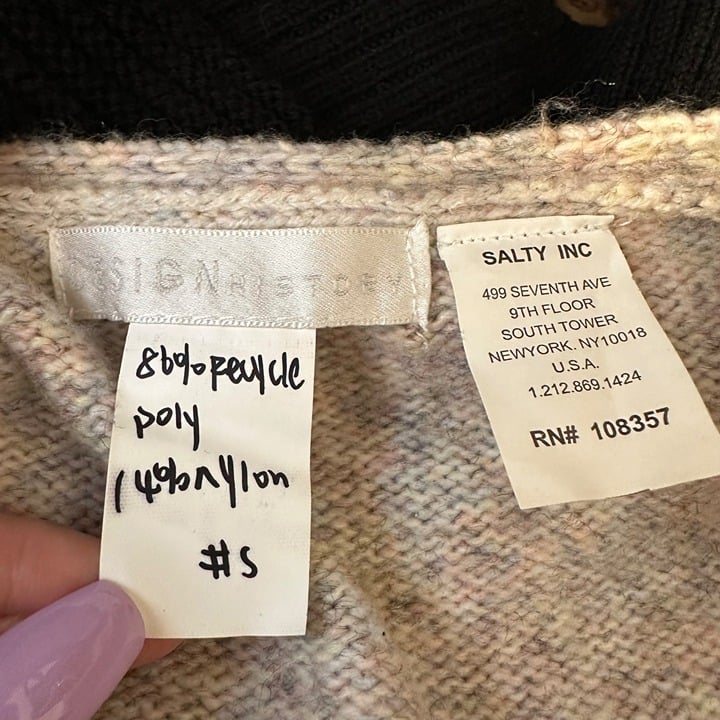 DESIGN HISTORY
86% Recycle
poly
14% nylon
#S
SALTY INC
499 SEVENTH AVE
9TH FLOOR
SOUTH TOWER
NEWYORK. NY10018
U.S.A.
1.212.869.1424
RN# 108357